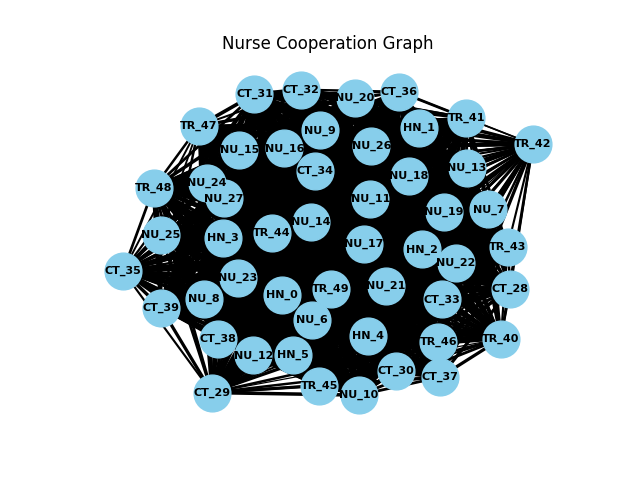 Nurse Cooperation Graph
CT_31
CT_32
NU_20
CT_36
TR_47
NU_9
HN_1
TR_41
TR_42
NU_15
NU_16
NU_26
CT_34
NU_18
NU_13
TR_48
NU_24
NU_27
NU_11
NU_19
NU_7
NU_25
HN_3
TR_44
NU_14
NU_17
HN_2
TR_43
CT_35
NU_23
NU_22
CT_39
NU_8
HN_0
TR_49
NU_21
CT_33
CT_28
NU_6
CT_38
NU_12
HN_5
HN_4
TR_46
TR_40
CT_29
TR_45
NU_10
CT_30
CT_37